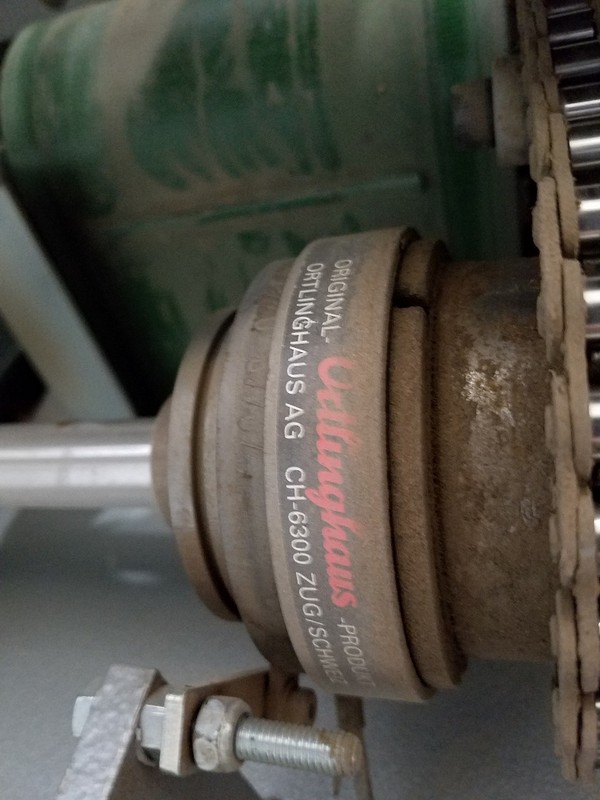 ORIGINAL- Ortlinghaus -PRODUKT
ORTLINGHAUS AG CH-6300 ZUG/SCHWEIZ